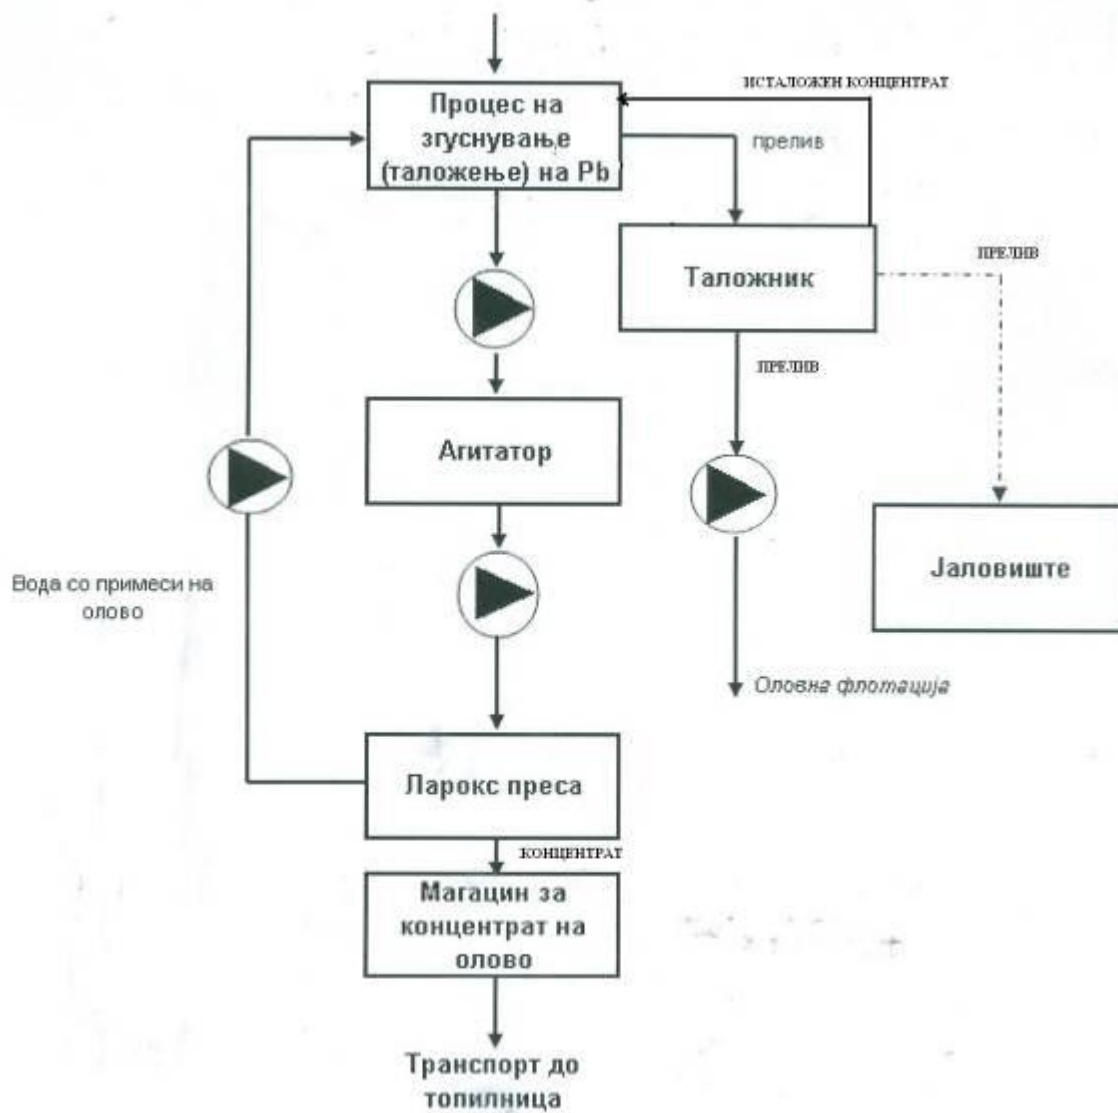 ИСТАЛОЖЕН КОНЦЕНТРАТ
Процес на
згуснување
(таложење) на Pb
прелив
Таложник
ПРЕЛИВ
ПРЕЛИВ
Агитатор
Јаловиште
Вода со примеси на
олово
Оловна флотација
Ларокс преса
КОНЦЕНТРАТ
Магацин за
концентрат на
олово
Транспорт до
топилница